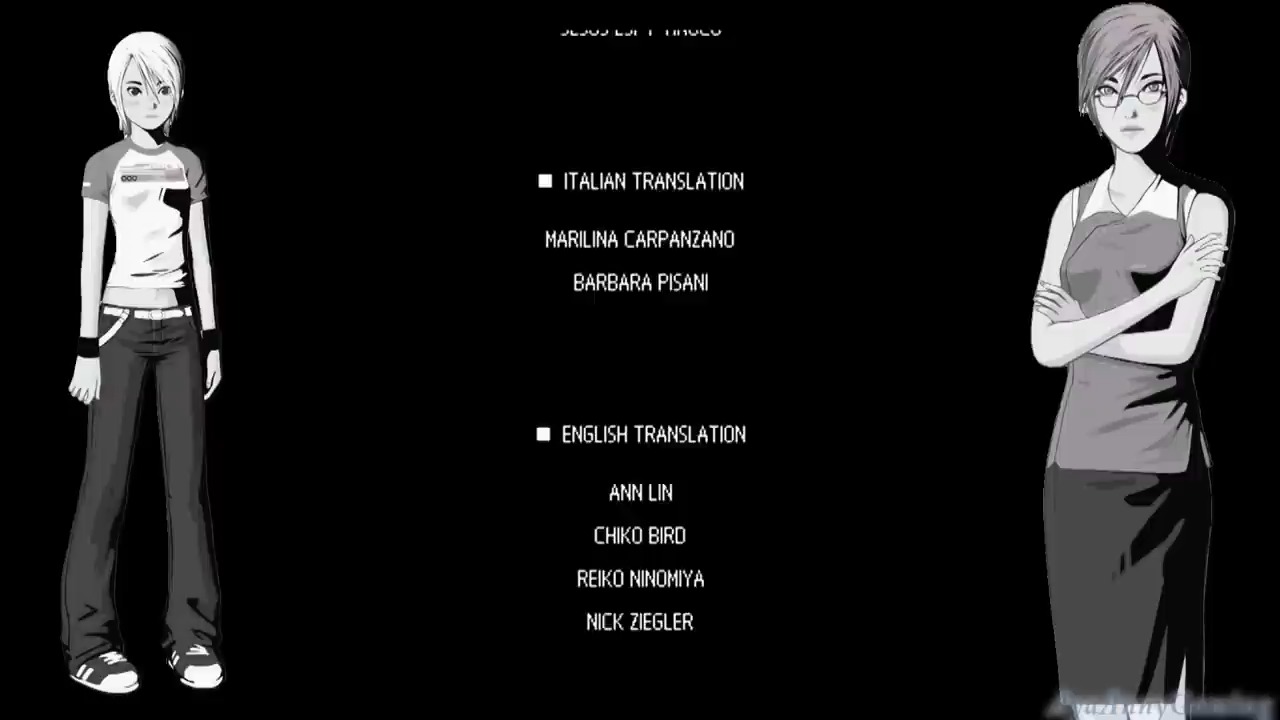 ■ ITALIAN TRANSLATION
MARILINA CARPANZANO
BARBARA PISANI
■ ENGLISH TRANSLATION
ANN LIN
CHIKO BIRD
REIKO NINOMIYA
NICK ZIEGLER